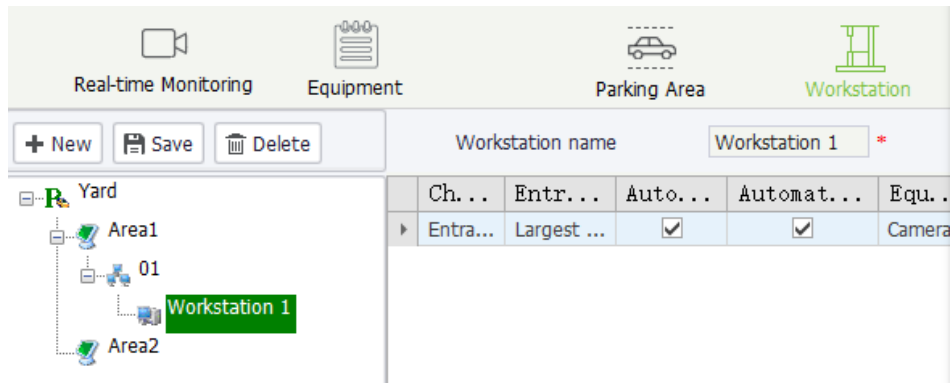 Real-time Monitoring Equipment Parking Area Workstation
New Save Delete Workstation name Workstation 1 *
Yard
Area1
01
Workstation 1
Area2
Ch... Entr... Auto... Automat... Equ..
Entra... Largest ... Camera